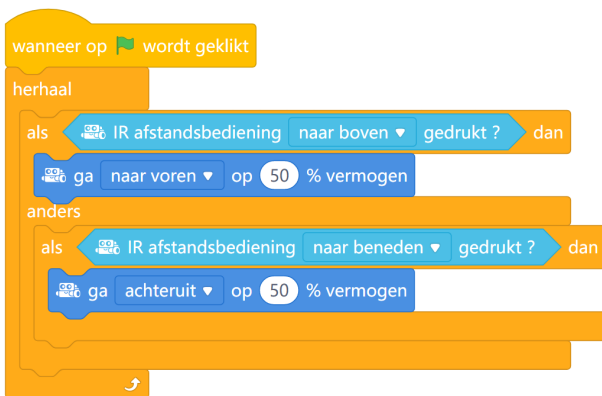 wanneer op wordt geklikt
herhaal
als IR afstandsbediening naar boven gedrukt ? dan
ga naar voren op 50 % vermogen
anders
als IR afstandsbediening naar beneden gedrukt ? dan
ga achteruit op 50 % vermogen